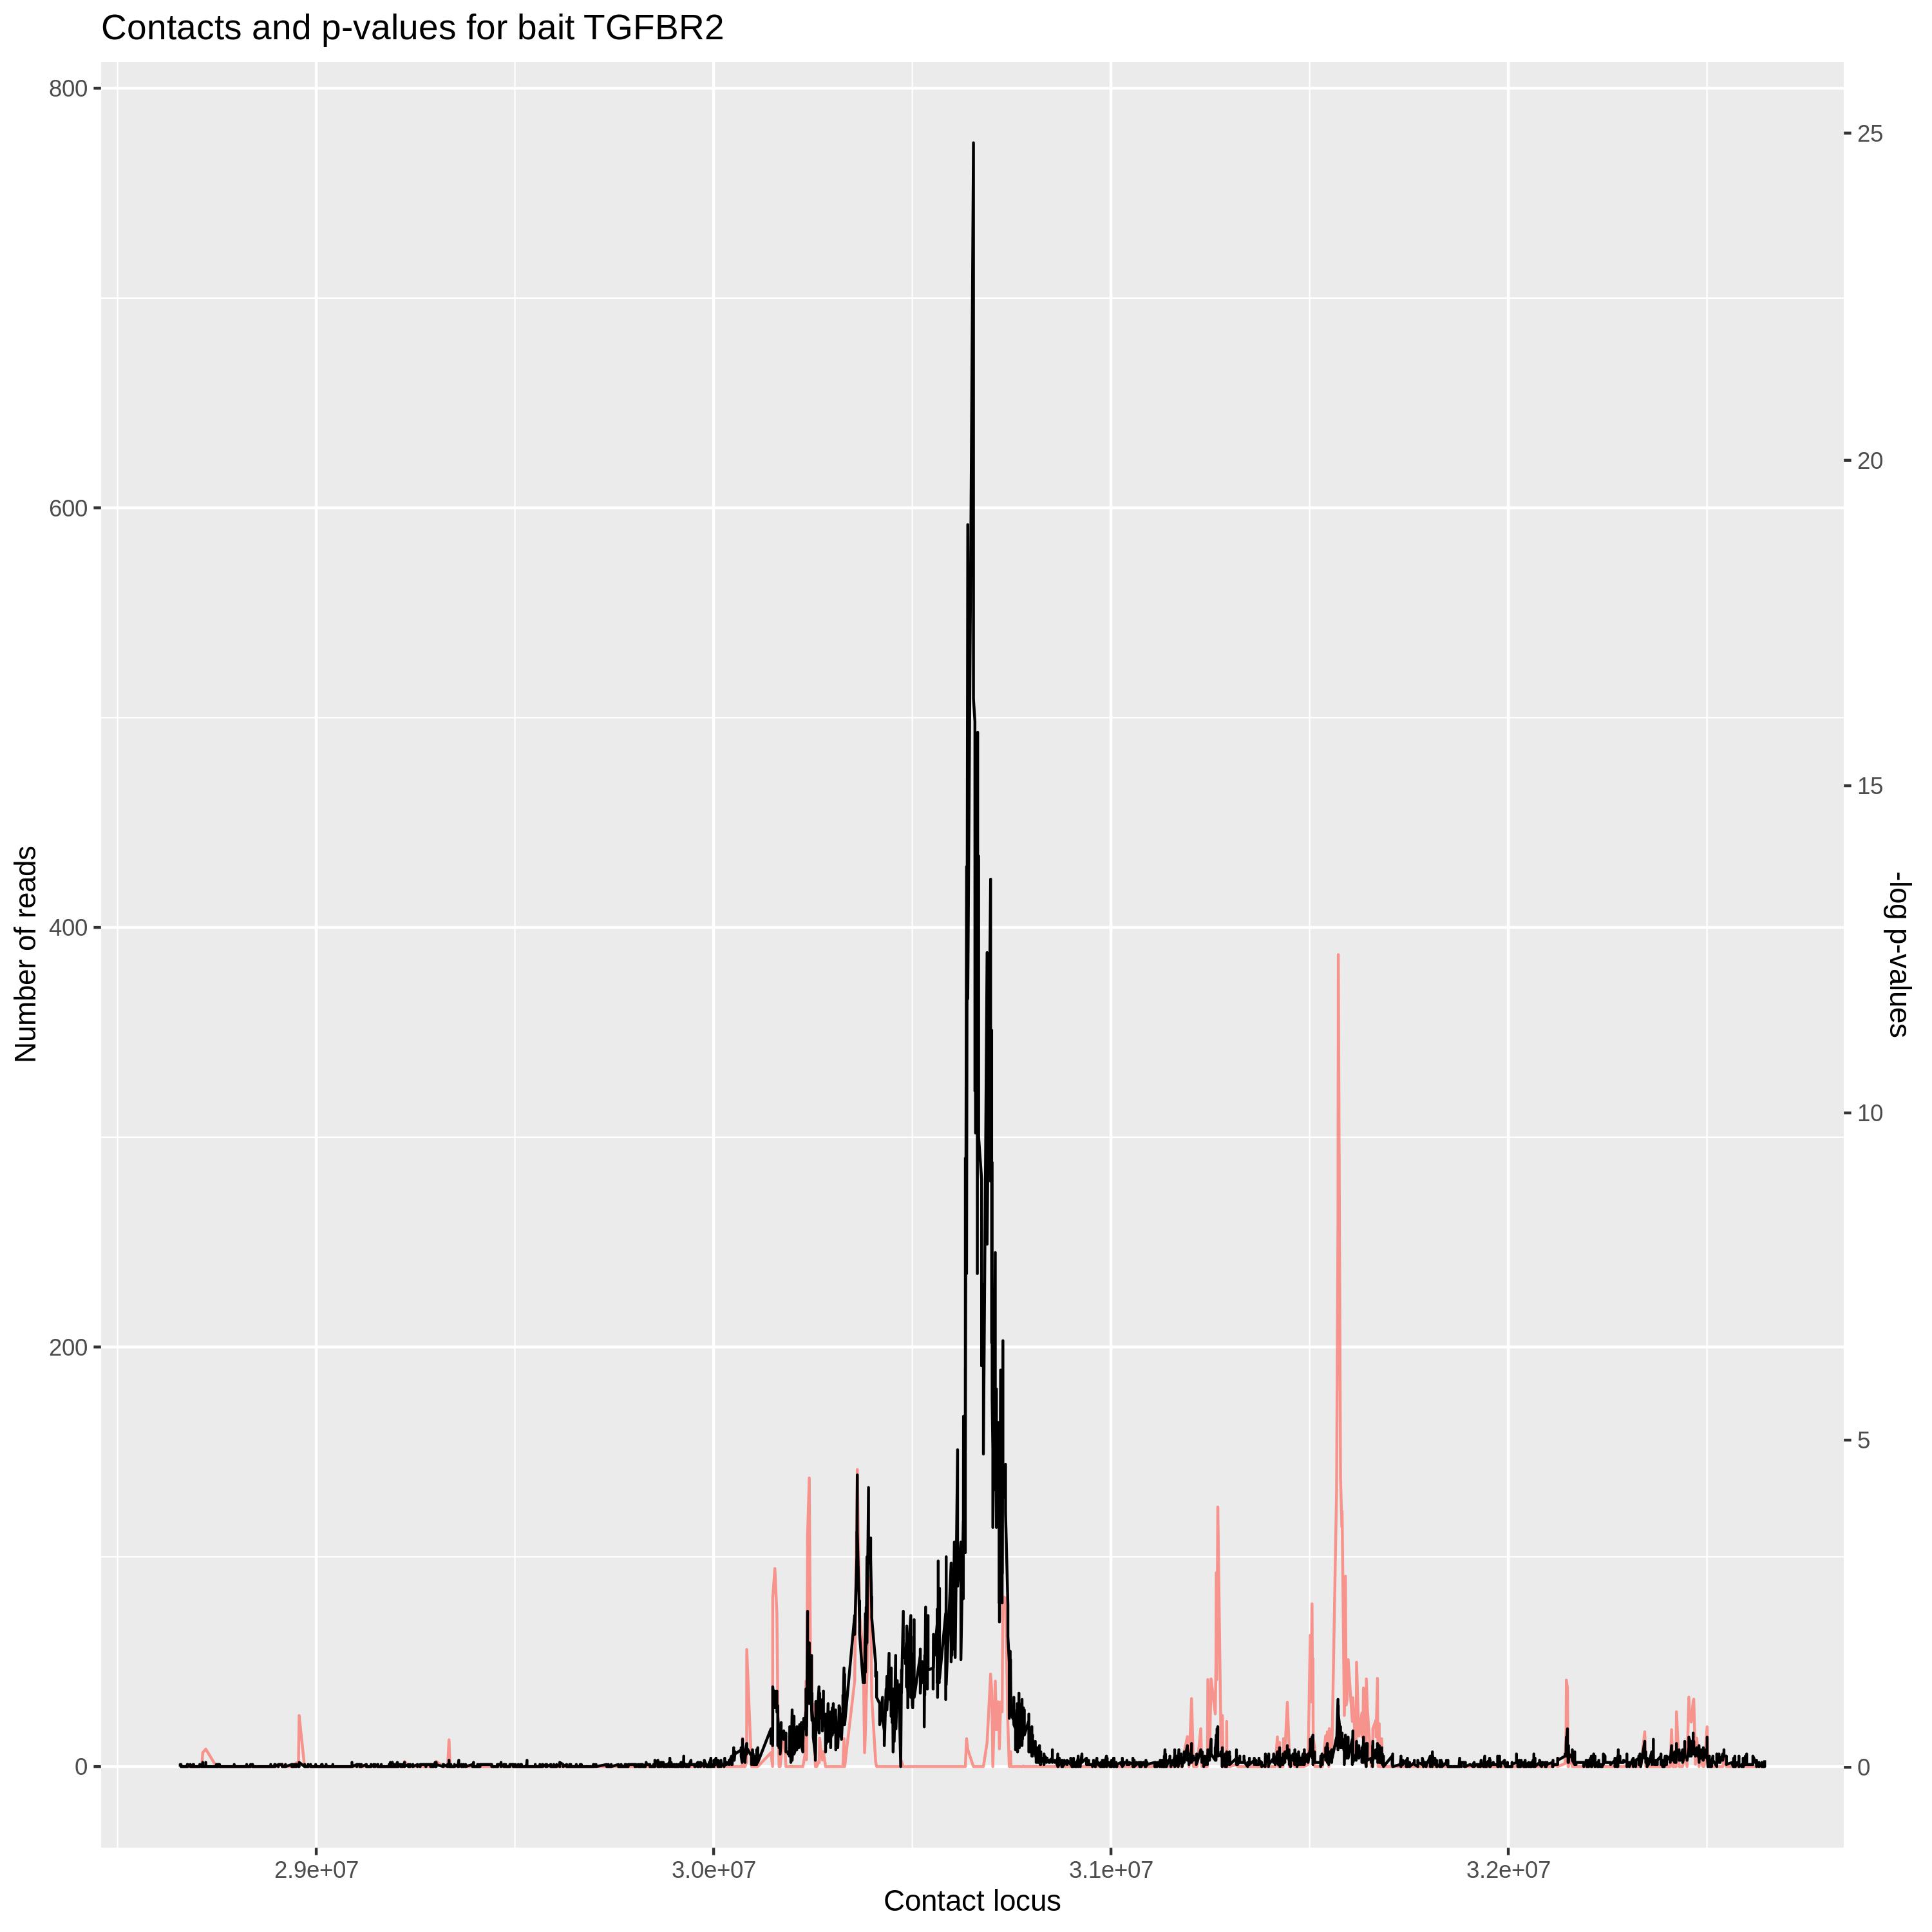 Contacts and p-values for bait TGFBR2
800
600
400
200
0
25
20
15
10
5
0
Number of reads
-log p-values
2.9e+07
3.0e+07
3.1e+07
3.2e+07
Contact locus